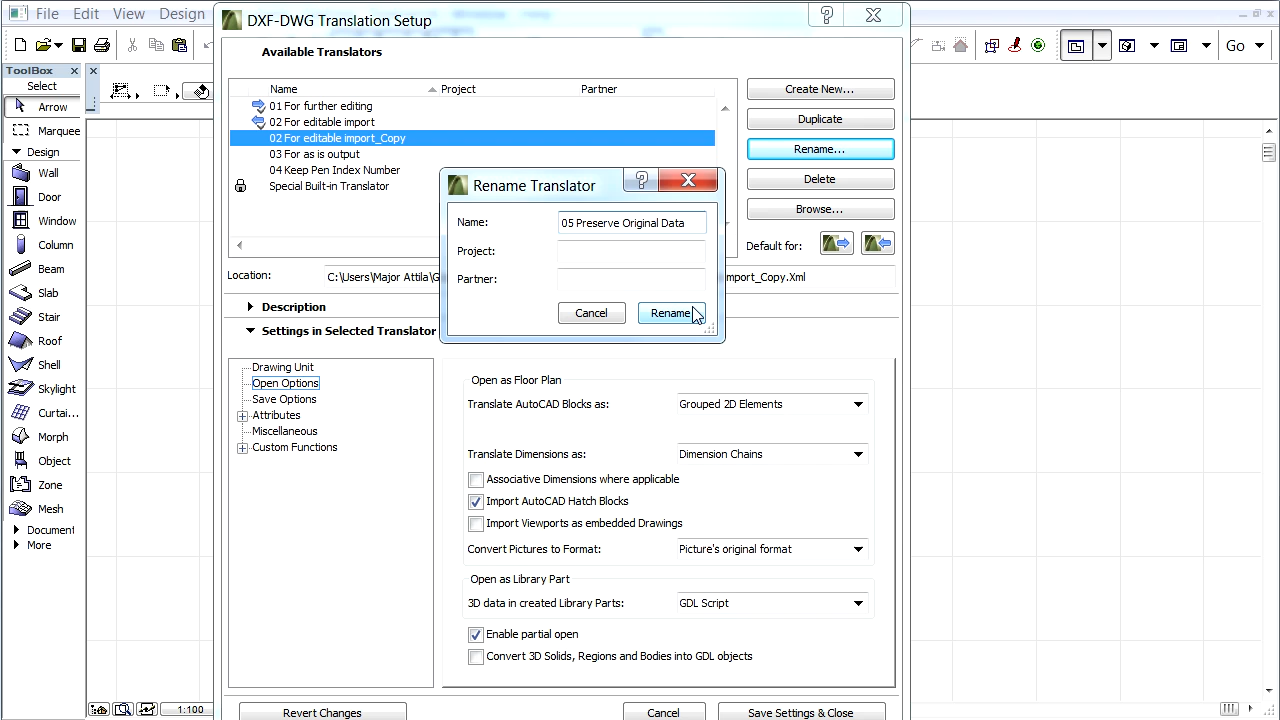 File Edit View Design
DXF-DWG Translation Setup
Available Translators
Name Project Partner
01 For further editing
02 For editable import
02 For editable import_Copy
03 For as is output
04 Keep Pen Index Number
Special Built-in Translator
Create New...
Duplicate
Rename...
Delete
Browse...
Default for:
Go
ToolBox
Select
Arrow
Marquee
Design
Wall
Door
Window
Column
Beam
Slab
Stair
Roof
Shell
Skylight
Curtai...
Morph
Object
Zone
Mesh
Document
More
Rename Translator
Name: 05 Preserve Original Data
Project:
Partner:
Cancel Rename
Location: C:\Users\Major Attila\G mport_Copy.Xml
Description
Settings in Selected Translator
Drawing Unit
Open Options
Save Options
Attributes
Miscellaneous
Custom Functions
Open as Floor Plan
Translate AutoCAD Blocks as: Grouped 2D Elements
Translate Dimensions as: Dimension Chains
Associative Dimensions where applicable
Import AutoCAD Hatch Blocks
Import Viewports as embedded Drawings
Convert Pictures to Format: Picture's original format
Open as Library Part
3D data in created Library Parts: GDL Script
Enable partial open
Convert 3D Solids, Regions and Bodies into GDL objects
1:100
Revert Changes Cancel Save Settings & Close